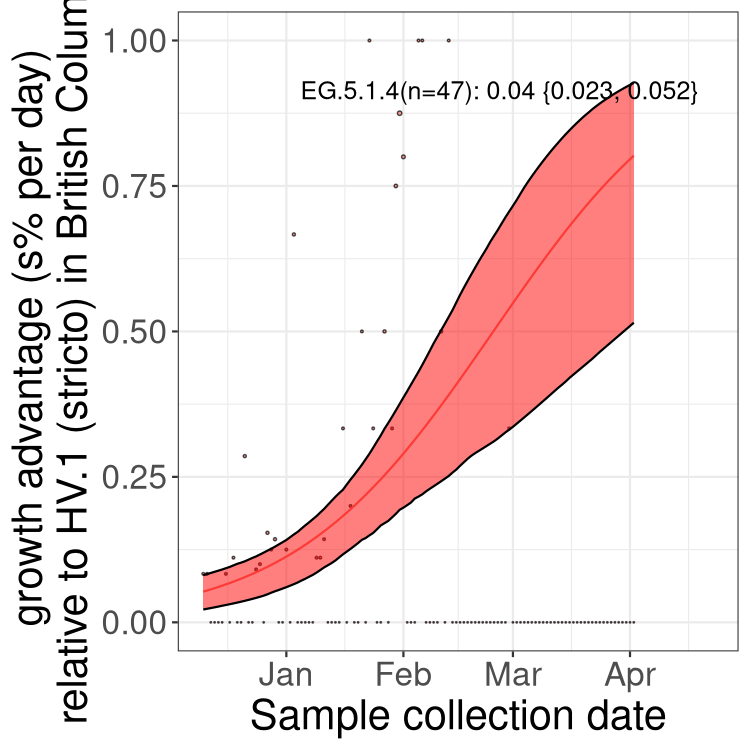 growth advantage (s% per day)
relative to HV.1 (stricto) in British Colum
1.00
0.75
0.50
0.25
0.00
EG.5.1.4(n=47): 0.04 {0.023, 0.052}
Jan Feb Mar Apr
Sample collection date